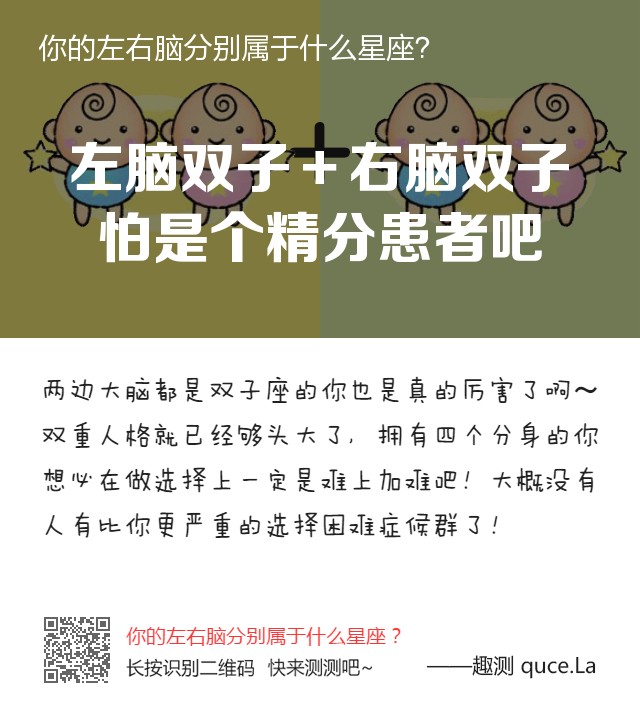 你的左右脑分别属于什么星座？
左脑双子＋右脑双子
怕是个精分患者吧
两边大脑都是双子座的你也是真的厉害了啊～
双重人格就已经够头大了，拥有四个分身的你
想必在做选择上一定是难上加难吧！大概没有
人有比你更严重的选择困难症候群了！
你的左右脑分别属于什么星座？
长按识别二维码 快来测测吧~
——趣测 quce.La